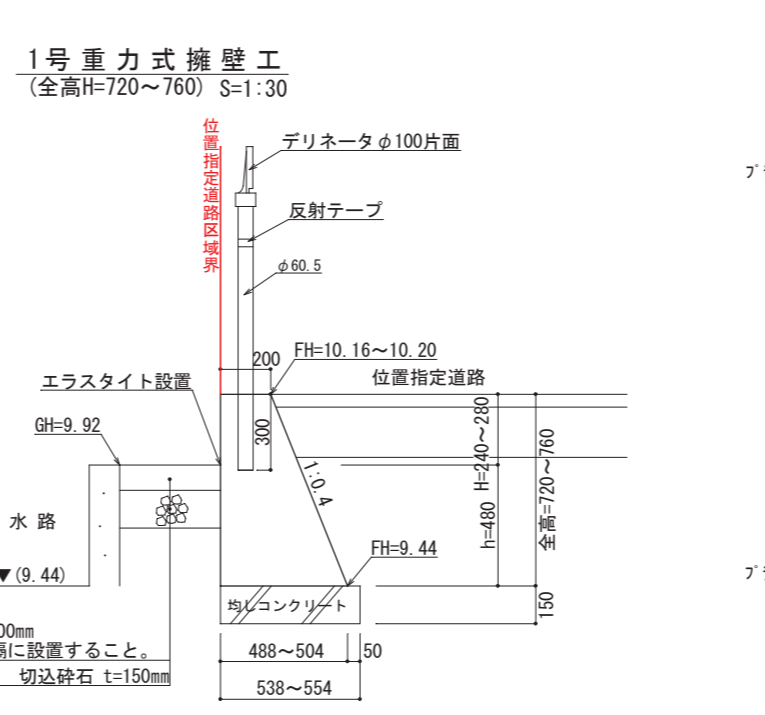 1号重力式擁壁工
(全高H=720～760) S=1:30
位置指定道路区域界
デリネータφ100片面
反射テープ
φ60.5
200
FH=10.16～10.20
位置指定道路
エラスタイト設置
GH=9.92
300
1:0.4
H=240～280
h=480
全高=720～760
水路
FH=9.44
▼(9.44)
均しコンクリート
150
00mm
に設置すること。
切込砕石 t=150mm
488～504
50
538～554